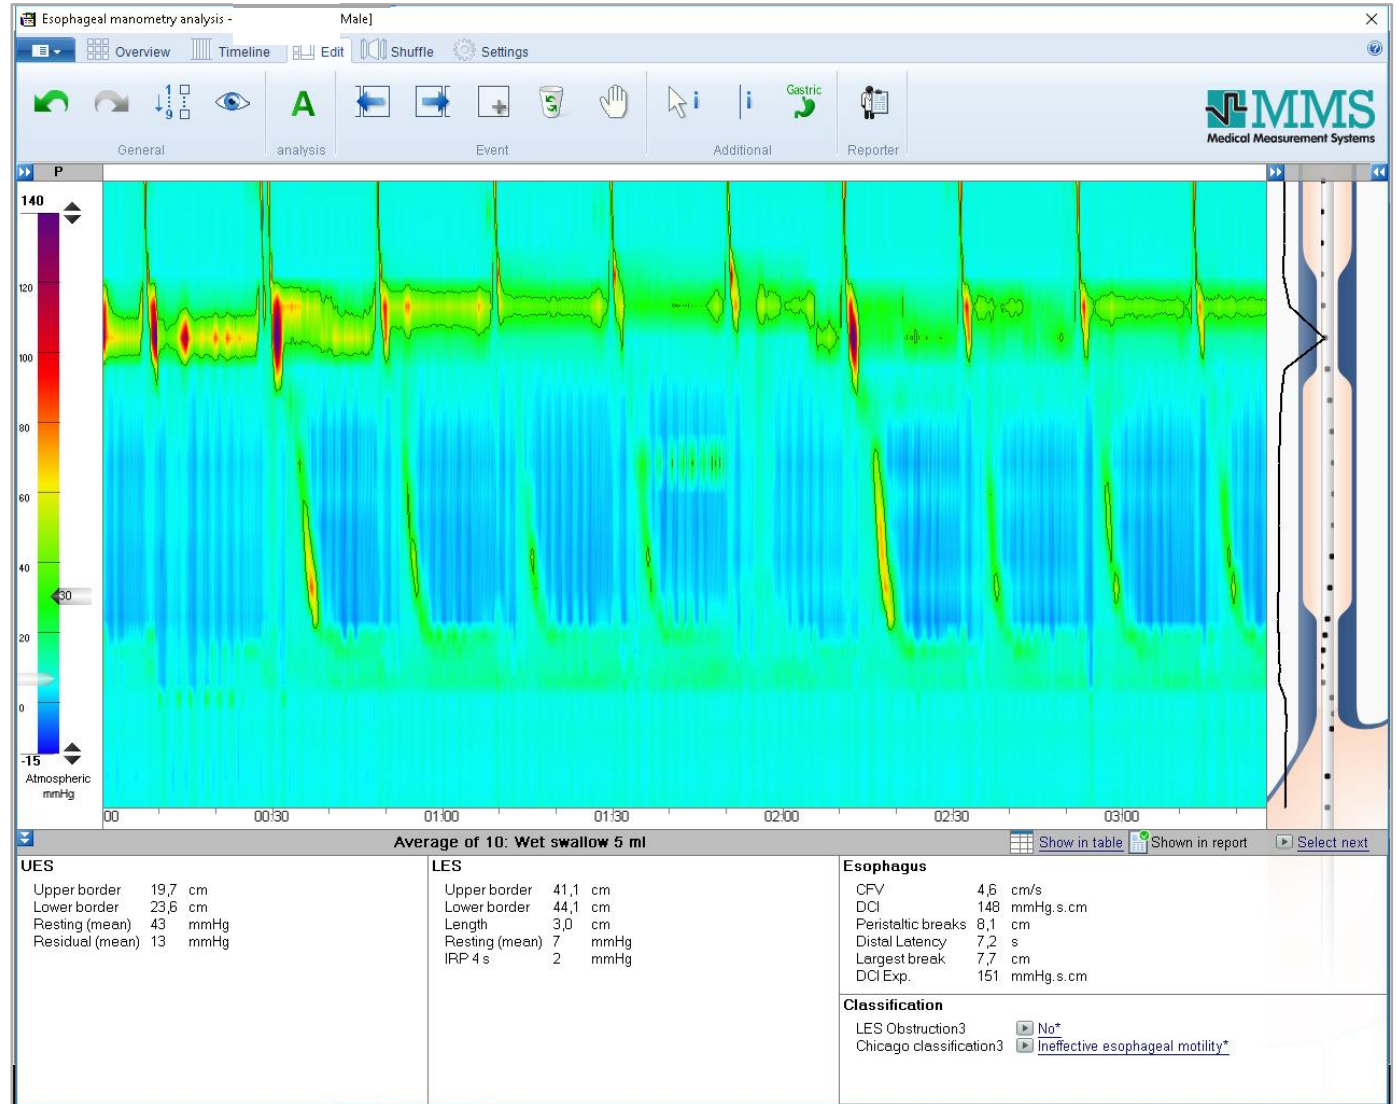 Esophageal manometry analysis - Male]
Overview Timeline Edit Shuffle Settings
A i i Gastric
General analysis Event Additional Reporter
MMS
Medical Measurement Systems
P
140
120
100
80
60
40
30
20
0
-15
Atmospheric
mmHg
00 00:30 01:00 01:30 02:00 02:30 03:00
Average of 10: Wet swallow 5 ml Show in table Shown in report Select next
UES
Upper border 19,7 cm
Lower border 23,6 cm
Resting (mean) 43 mmHg
Residual (mean) 13 mmHg
LES
Upper border 41,1 cm
Lower border 44,1 cm
Length 3,0 cm
Resting (mean) 7 mmHg
IRP 4 s 2 mmHg
Esophagus
CFV 4,6 cm/s
DCI 148 mmHg.s.cm
Peristaltic breaks 8,1 cm
Distal Latency 7,2 s
Largest break 7,7 cm
DCI Exp. 151 mmHg.s.cm
Classification
LES Obstruction3 No*
Chicago classification3 Ineffective esophageal motility*